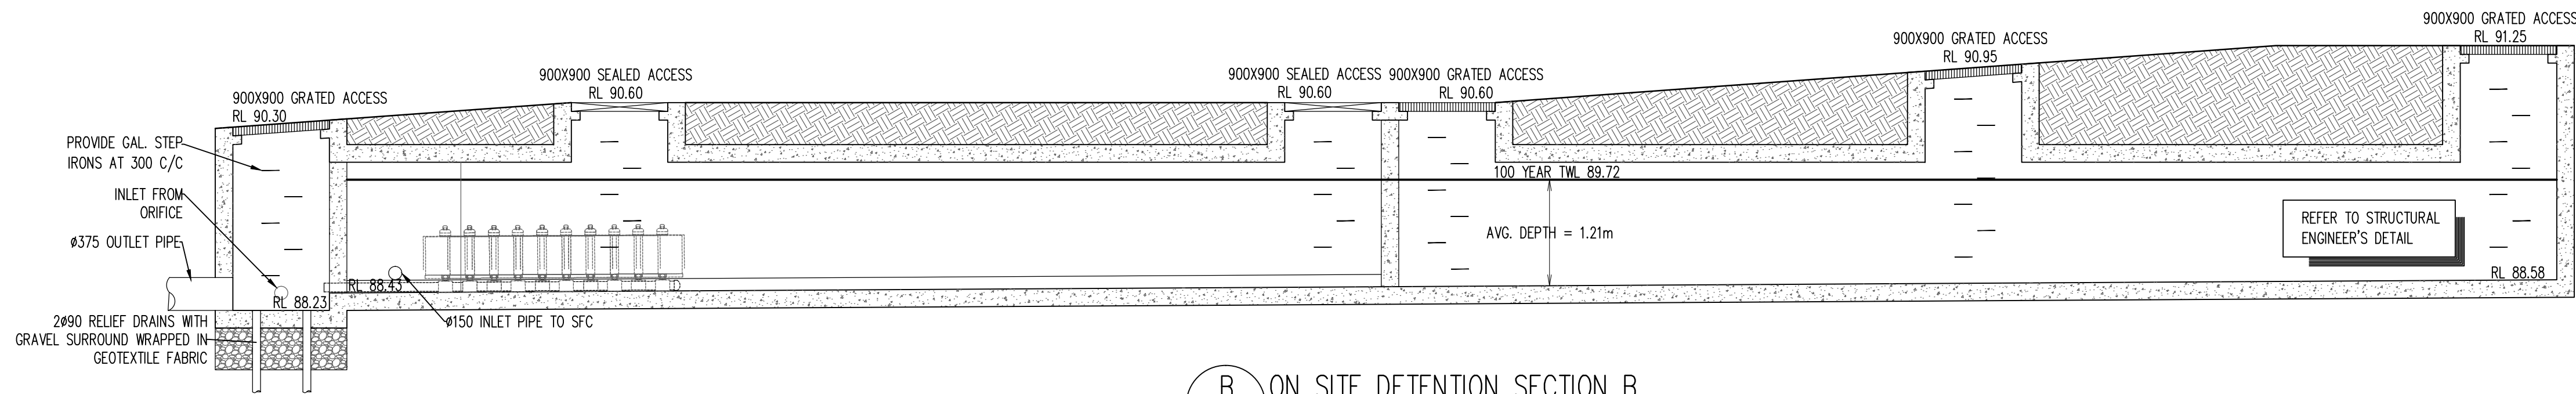 900X900 GRATED ACCESS
RL 90.30
PROVIDE GAL. STEP
IRONS AT 300 C/C
INLET FROM
ORIFICE
Ø375 OUTLET PIPE
RL 88.23
2Ø90 RELIEF DRAINS WITH
GRAVEL SURROUND WRAPPED IN
GEOTEXTILE FABRIC
RL 88.43
Ø150 INLET PIPE TO SFC
900X900 SEALED ACCESS
RL 90.60
900X900 SEALED ACCESS
RL 90.60
900X900 GRATED ACCESS
RL 90.60
100 YEAR TWL 89.72
AVG. DEPTH = 1.21m
900X900 GRATED ACCESS
RL 90.95
900X900 GRATED ACCESS
RL 91.25
REFER TO STRUCTURAL
ENGINEER'S DETAIL
RL 88.58
B ON SITE DETENTION SECTION B